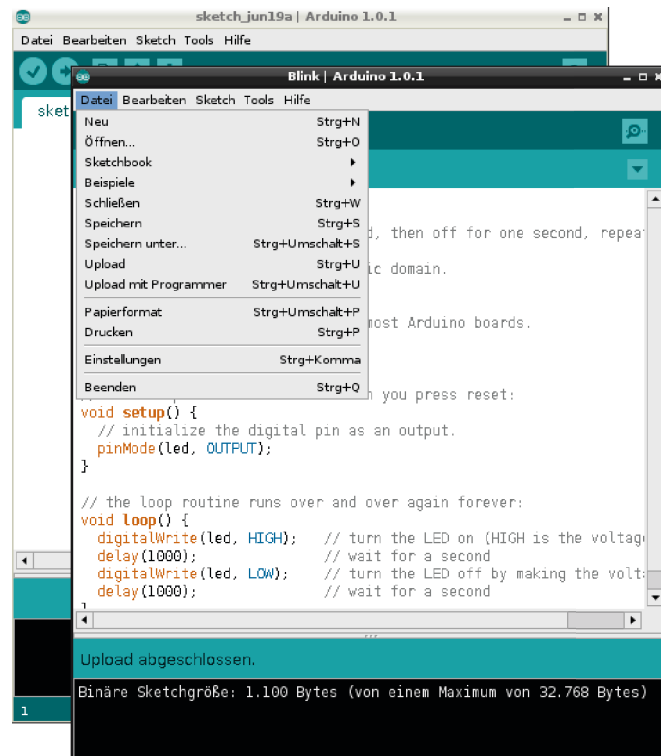 sketch_jun19a | Arduino 1.0.1
Datei Bearbeiten Sketch Tools Hilfe
sket
Blink | Arduino 1.0.1
Datei Bearbeiten Sketch Tools Hilfe
Neu Strg+N
Öffnen... Strg+O
Sketchbook
Beispiele
Schließen Strg+W
Speichern Strg+S
Speichern unter... Strg+Umschalt+S
Upload Strg+U
Upload mit Programmer Strg+Umschalt+U
Papierformat Strg+Umschalt+P
Drucken Strg+P
Einstellungen Strg+Komma
Beenden Strg+Q
, then off for one second, repea
ic domain.
most Arduino boards.
n you press reset:
void setup() {
// initialize the digital pin as an output.
pinMode(led, OUTPUT);
}
// the loop routine runs over and over again forever:
void loop() {
digitalWrite(led, HIGH); // turn the LED on (HIGH is the voltag
delay(1000); // wait for a second
digitalWrite(led, LOW); // turn the LED off by making the volt
delay(1000); // wait for a second
}
Upload abgeschlossen.
Binäre Sketchgröße: 1.100 Bytes (von einem Maximum von 32.768 Bytes)
1